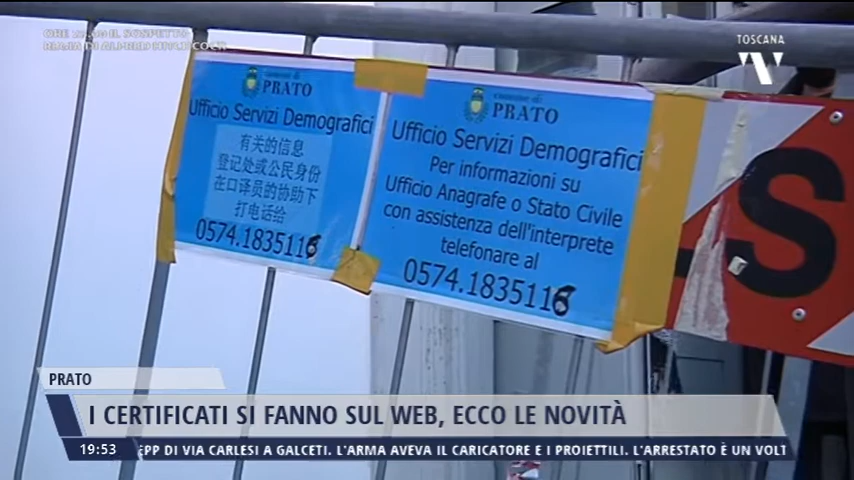 TOSCANA
comune di
PRATO
Ufficio Servizi Demografici
有关的信息
登记处或公民身份
在口译员的协助下
打电话给
0574.1835116
comune di
PRATO
Ufficio Servizi Demografici
Per informazioni su
Ufficio Anagrafe o Stato Civile
con assistenza dell'interprete
telefonare al
0574.1835116
S
PRATO
I CERTIFICATI SI FANNO SUL WEB, ECCO LE NOVITÀ
19:53 EPP DI VIA CARLESI A GALCETI. L'ARMA AVEVA IL CARICATORE E I PROIETTILI. L'ARRESTATO È UN VOLT